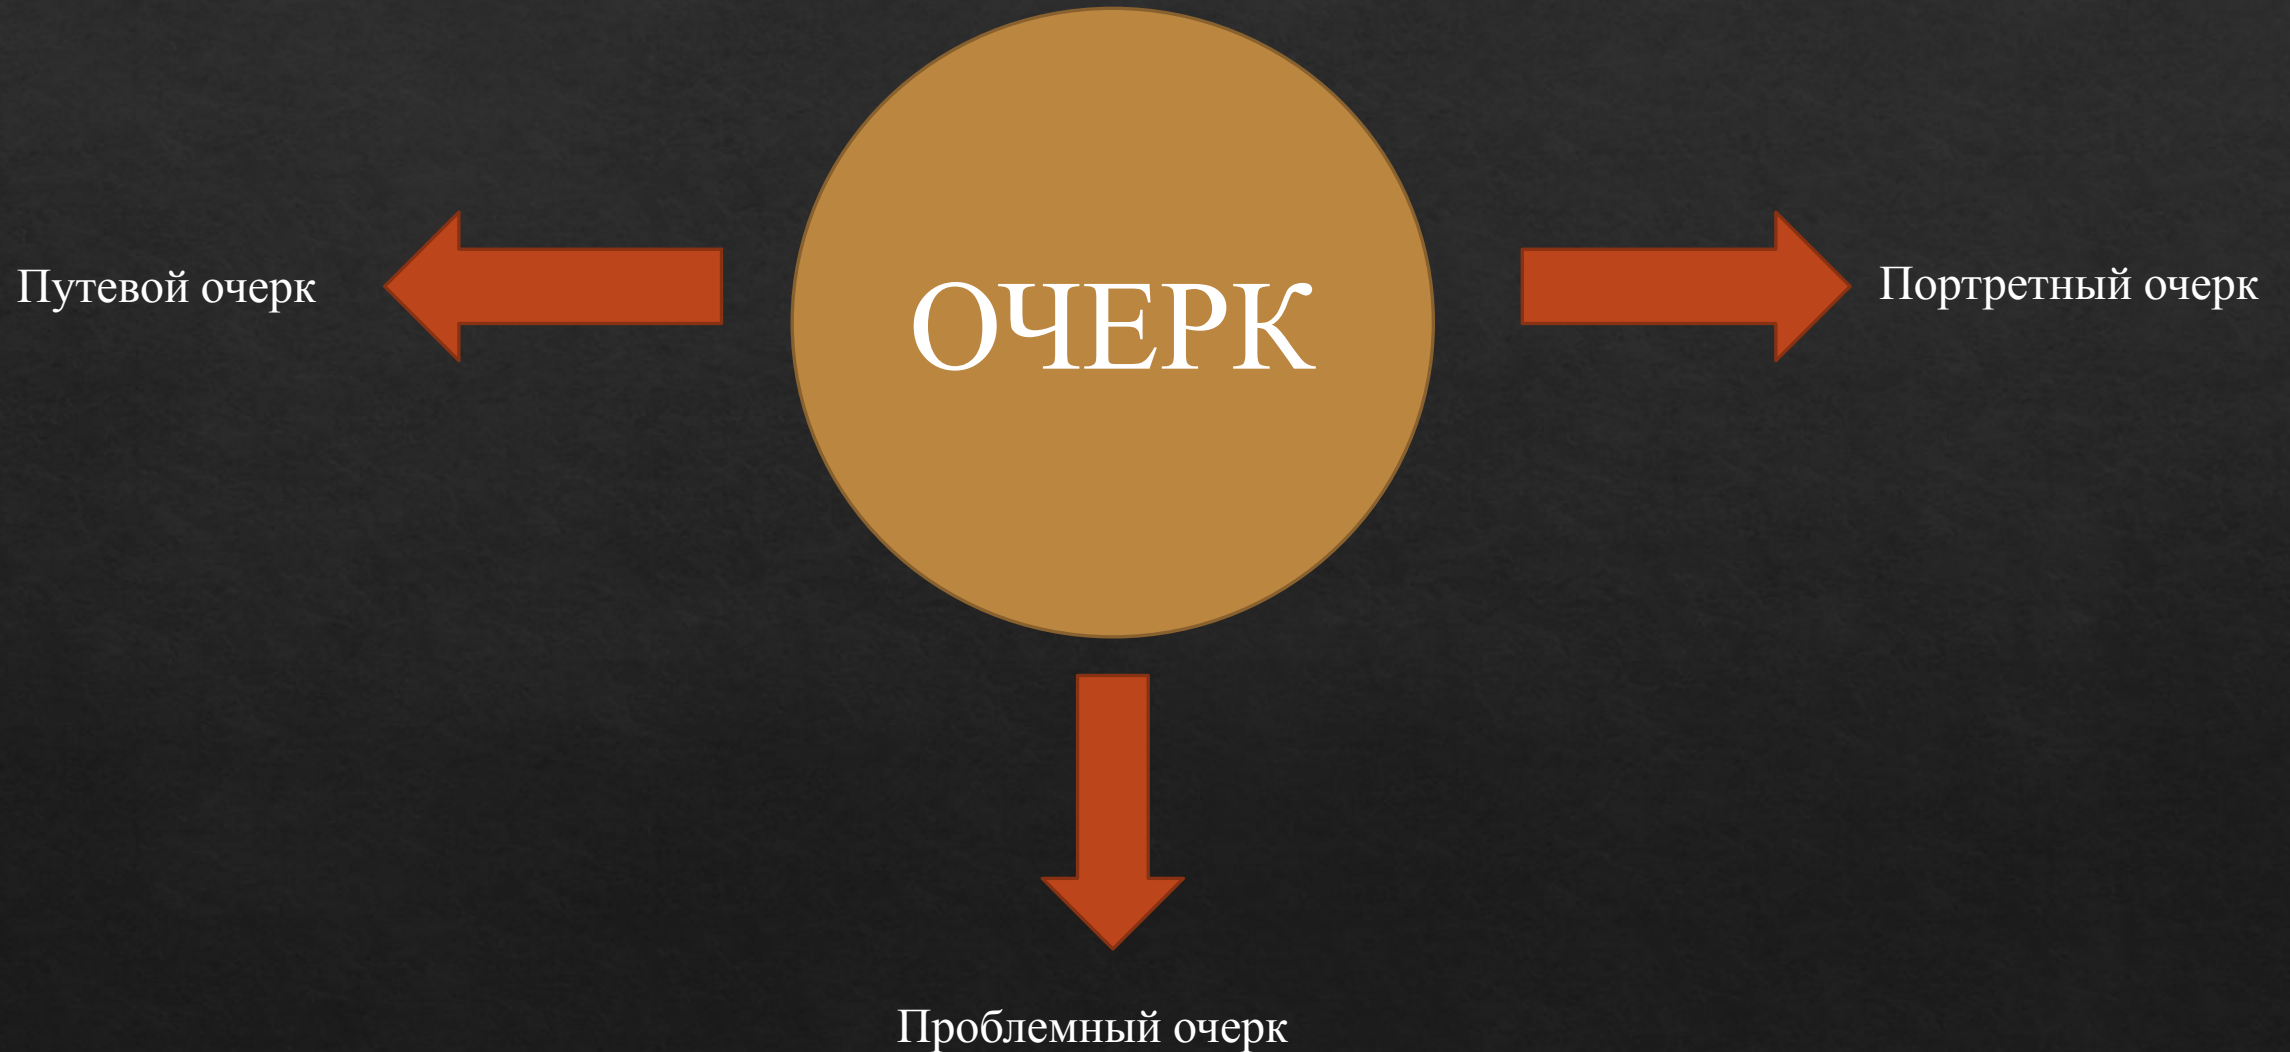 ОЧЕРК
Путевой очерк
Портретный очерк
Проблемный очерк